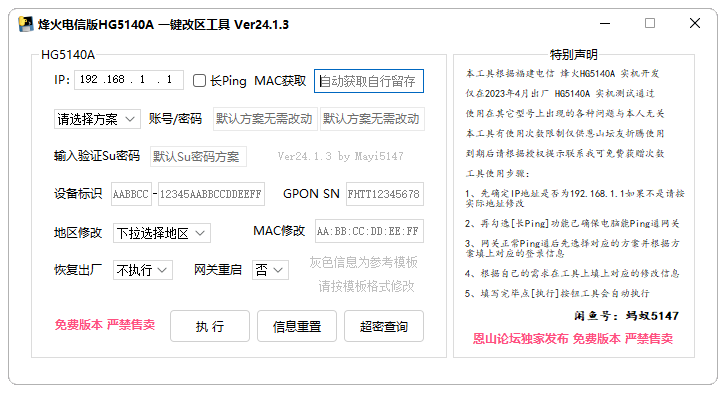 烽火电信版HG5140A 一键改区工具 Ver24.1.3
HG5140A
IP: 192 .168 . 1 . 1 长Ping MAC获取 自动获取自行留存
请选择方案 账号/密码 默认方案无需改动 默认方案无需改动
输入验证Su密码 默认Su密码方案 Ver24.1.3 by Mayi5147
设备标识 AABBCC - 12345AABBCCDDEEFF GPON SN FHTT12345678
地区修改 下拉选择地区 MAC修改 AA:BB:CC:DD:EE:FF
恢复出厂 不执行 网关重启 否 灰色信息为参考模板
请按模板格式修改
免费版本 严禁售卖 执 行 信息重置 超密查询
特别声明
本工具根据福建电信 烽火HG5140A 实机开发
仅在2023年4月出厂 HG5140A 实机测试通过
使用在其它型号上出现的各种问题与本人无关
本工具有使用次数限制仅供恩山坛友折腾使用
到期后请根据授权提示联系我可免费获赠次数
工具使用步骤:
1、先确定IP地址是否为192.168.1.1如果不是请按
实际地址修改
2、再勾选[长Ping]功能已确保电脑能Ping通网关
3、网关正常Ping通后先选择对应的方案并根据方
案填上对应的登录信息
4、根据自己的需求在工具上填上对应的修改信息
5、填写完毕点[执行]按钮工具会自动执行
闲鱼号: 蚂蚁5147
恩山论坛独家发布 免费版本 严禁售卖